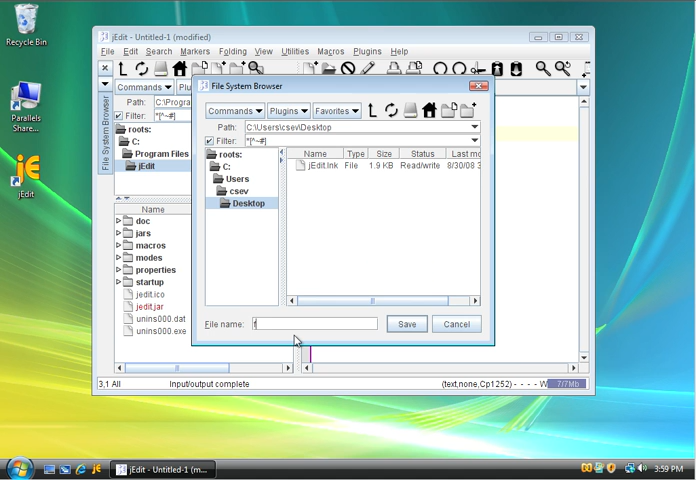 Recycle Bin
Parallels
Share...
jEdit
jEdit - Untitled-1 (modified)
File Edit Search Markers Folding View Utilities Macros Plugins Help
Commands Plu
Path: C:\Progra
Filter: *[^~#]
File System Browser
roots:
C:
Program Files
jEdit
Name
doc
jars
macros
modes
properties
startup
jedit.ico
jedit.jar
unins000.dat
unins000.exe
3,1 All Input/output complete (text,none,Cp1252) - - - - W 7/7Mb
File System Browser
Commands Plugins Favorites
Path: C:\Users\csev\Desktop
Filter: *[^~#]
roots:
C:
Users
csev
Desktop
Name Type Size Status Last mo
jEdit.lnk File 1.9 KB Read/write 8/30/08 3
File name: f Save Cancel
jEdit - Untitled-1 (m... 3:59 PM